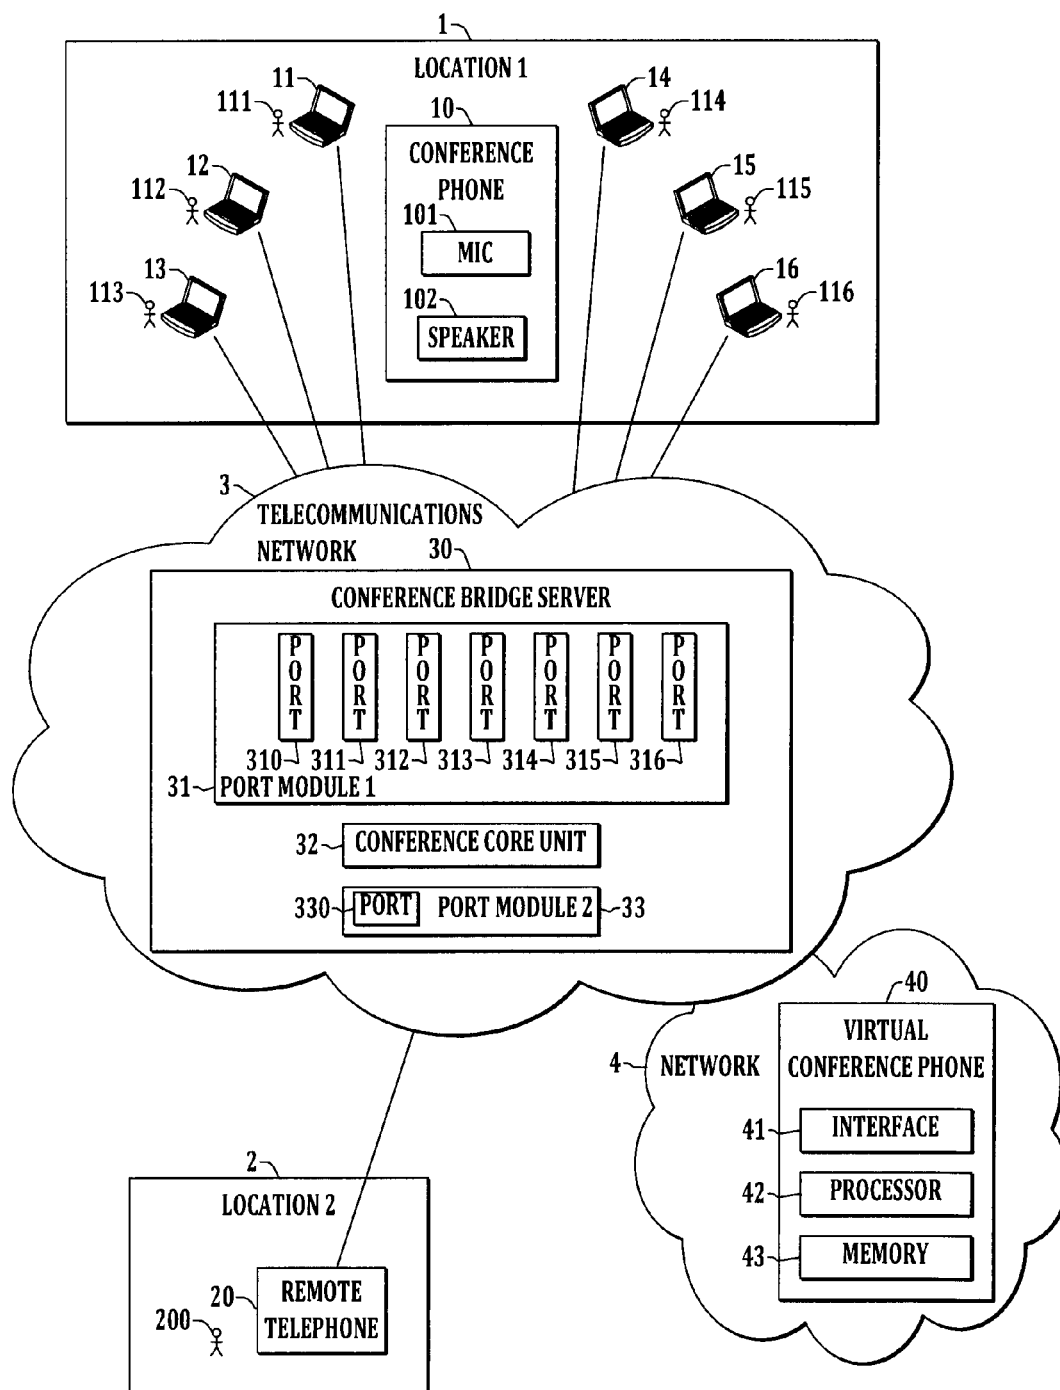 1
LOCATION 1
11
14
111
10
114
CONFERENCE
PHONE
12
15
112
101
115
MIC
13
16
113
102
116
SPEAKER
3
TELECOMMUNICATIONS
NETWORK
30
CONFERENCE BRIDGE SERVER
PORT PORT PORT PORT PORT PORT PORT
310 311 312 313 314 315 316
31
PORT MODULE 1
32
CONFERENCE CORE UNIT
330
PORT
PORT MODULE 2
33
40
VIRTUAL
CONFERENCE PHONE
4
NETWORK
41
INTERFACE
42
PROCESSOR
43
MEMORY
2
LOCATION 2
20
REMOTE
TELEPHONE
200